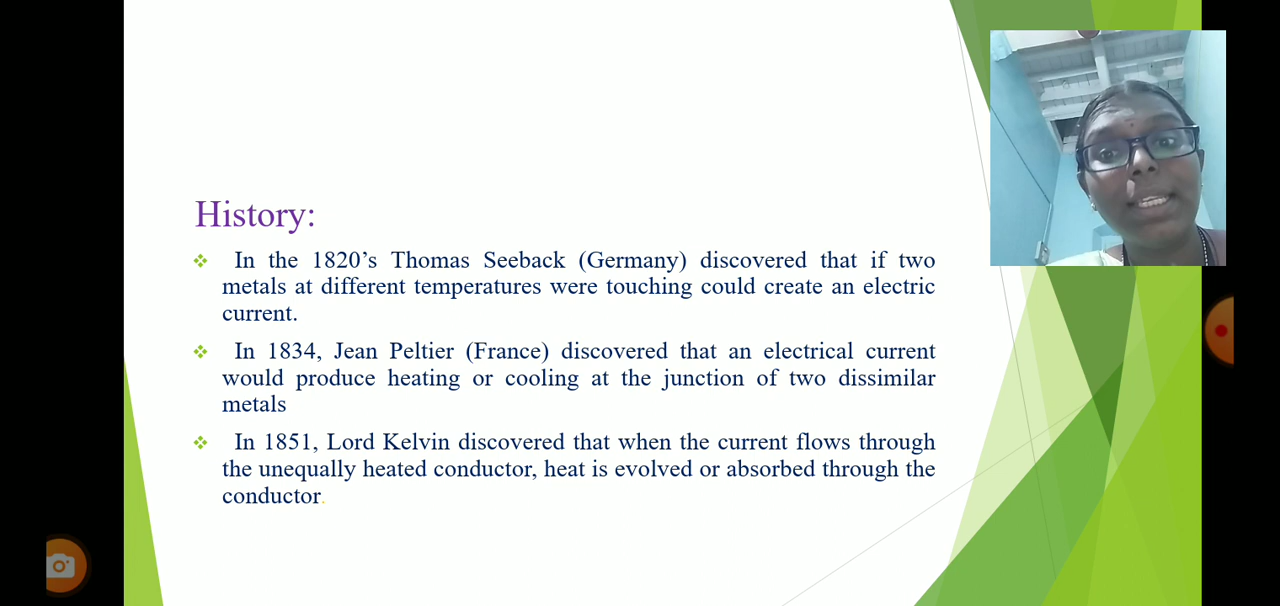 History:
❖ In the 1820’s Thomas Seeback (Germany) discovered that if two
metals at different temperatures were touching could create an electric
current.
❖ In 1834, Jean Peltier (France) discovered that an electrical current
would produce heating or cooling at the junction of two dissimilar
metals
❖ In 1851, Lord Kelvin discovered that when the current flows through
the unequally heated conductor, heat is evolved or absorbed through the
conductor.